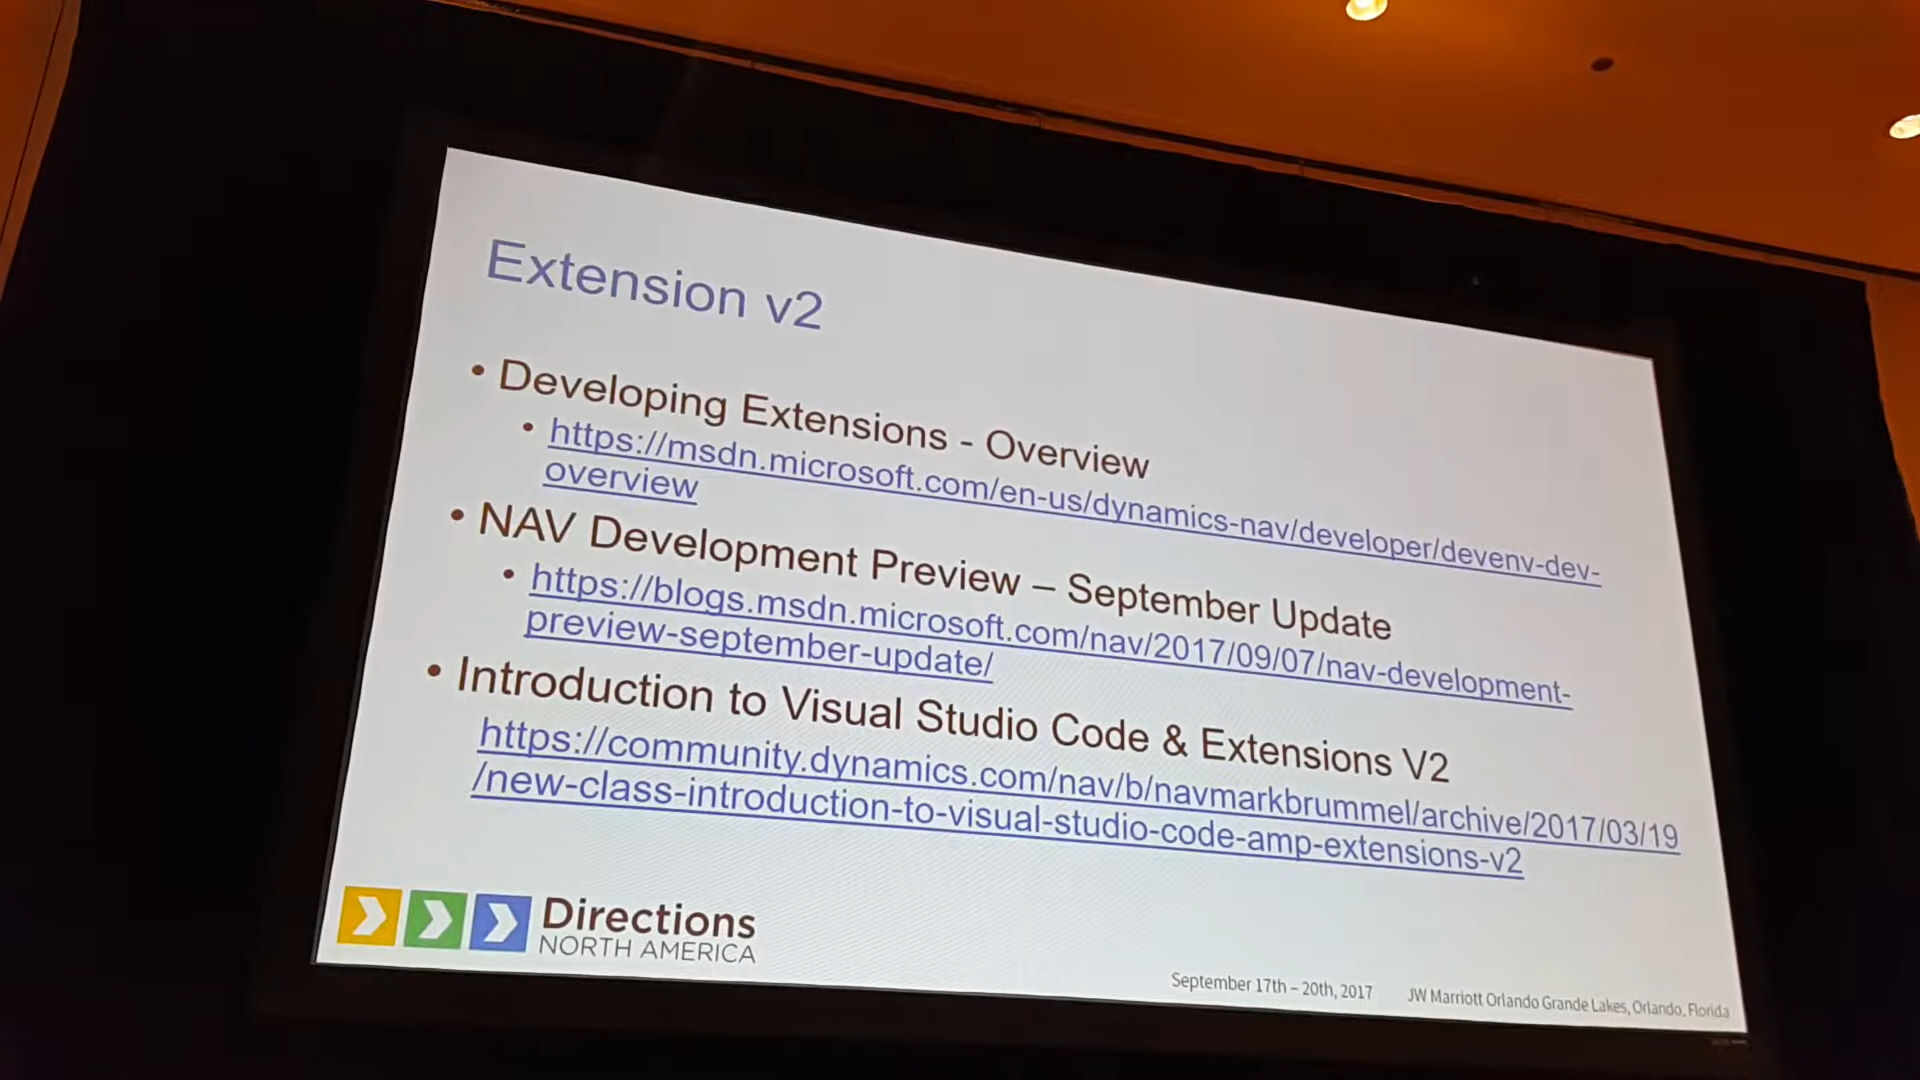 Extension v2
• Developing Extensions - Overview
• https://msdn.microsoft.com/en-us/dynamics-nav/developer/devenv-dev-
overview
• NAV Development Preview – September Update
• https://blogs.msdn.microsoft.com/nav/2017/09/07/nav-development-
preview-september-update/
• Introduction to Visual Studio Code & Extensions V2
https://community.dynamics.com/nav/b/navmarkbrummel/archive/2017/03/19
/new-class-introduction-to-visual-studio-code-amp-extensions-v2
Directions
NORTH AMERICA
September 17th – 20th, 2017 JW Marriott Orlando Grande Lakes, Orlando, Florida